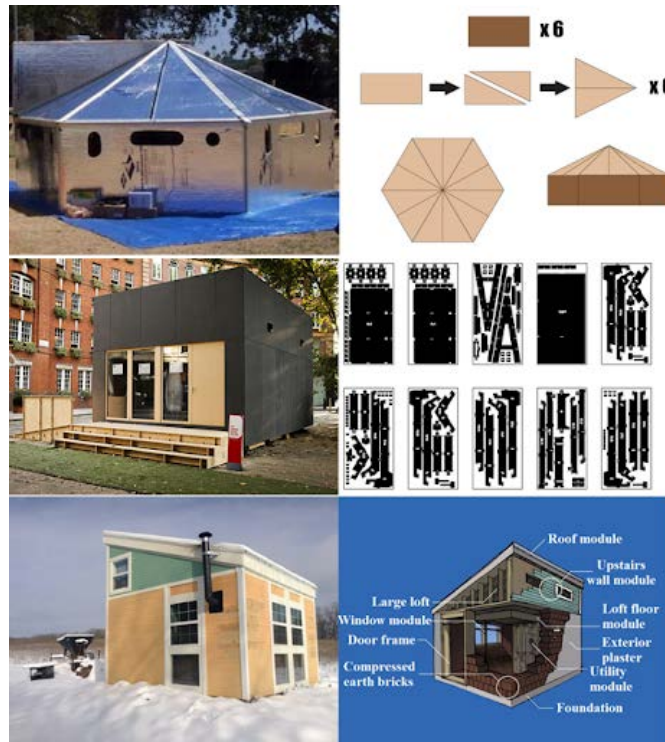 x 6
Roof module
Upstairs
wall module
Large loft
Window module
Door frame
Compressed
earth bricks
Loft floor
module
Exterior
plaster
Utility
module
Foundation